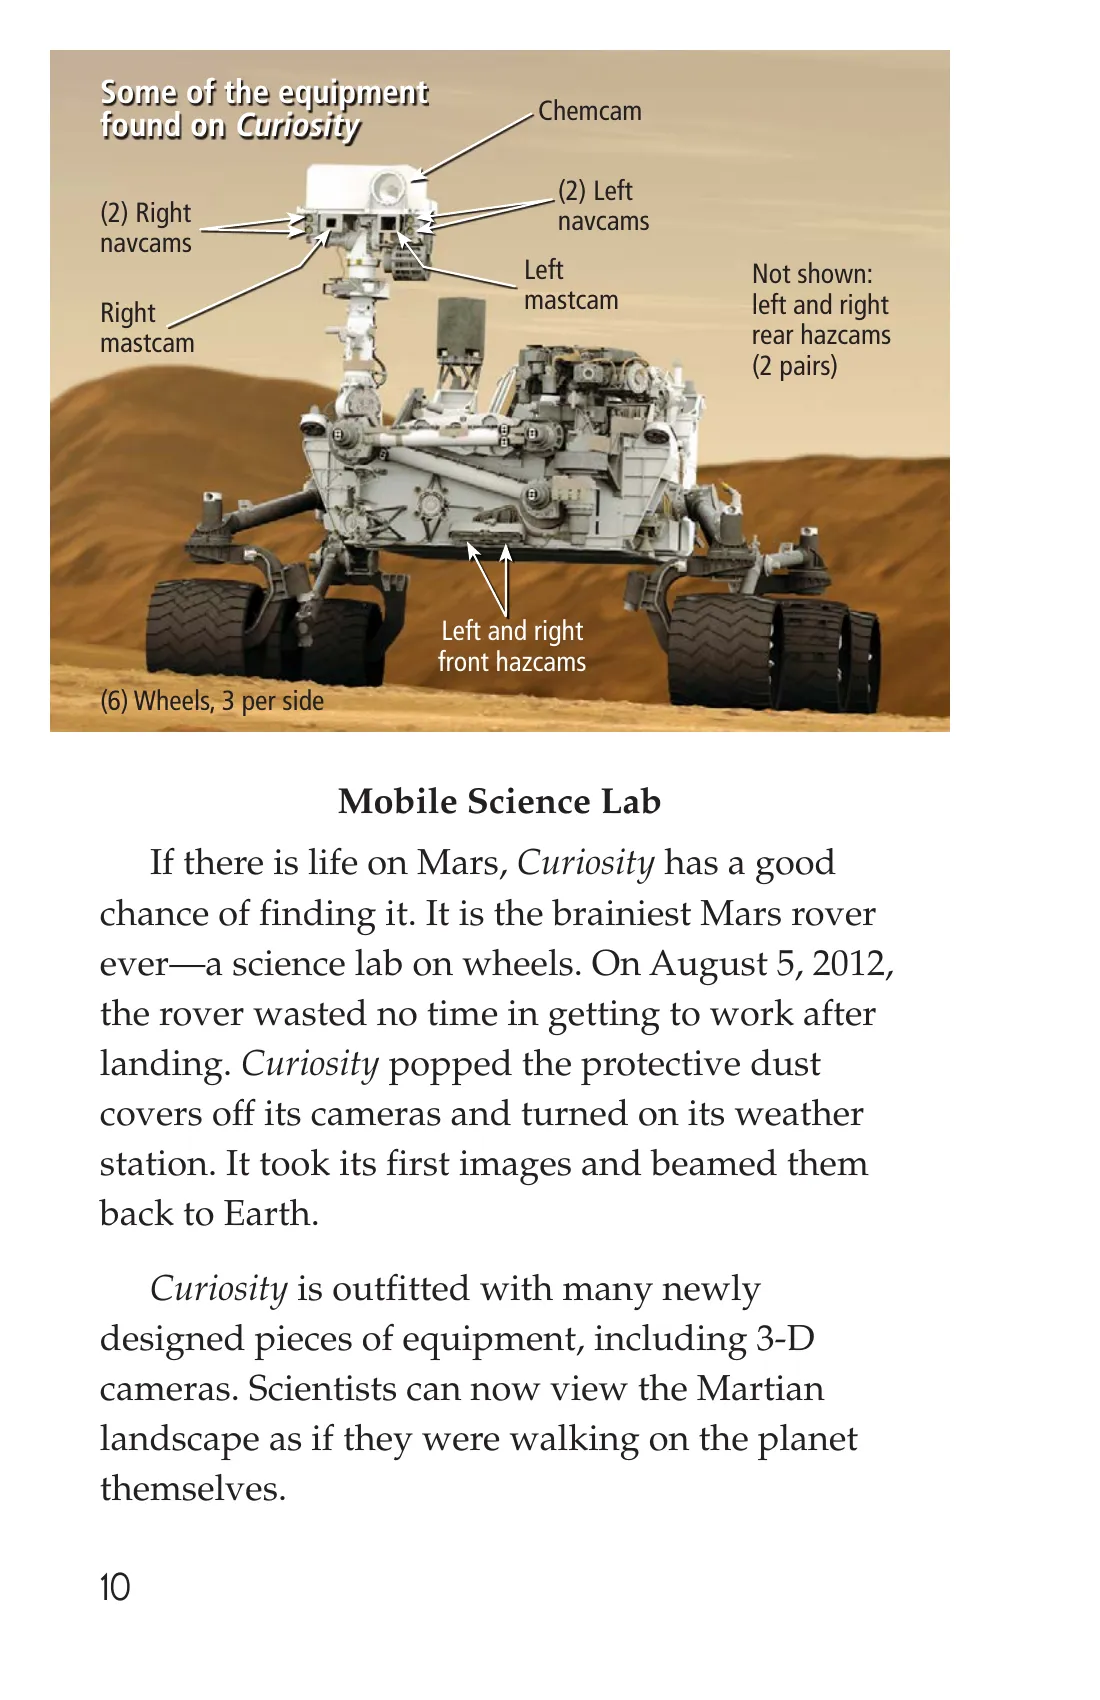 Some of the equipment
found on Curiosity
Chemcam
(2) Right
navcams
(2) Left
navcams
Right
mastcam
Left
mastcam
Not shown:
left and right
rear hazcams
(2 pairs)
Left and right
front hazcams
(6) Wheels, 3 per side
Mobile Science Lab
If there is life on Mars, Curiosity has a good
chance of finding it. It is the brainiest Mars rover
ever—a science lab on wheels. On August 5, 2012,
the rover wasted no time in getting to work after
landing. Curiosity popped the protective dust
covers off its cameras and turned on its weather
station. It took its first images and beamed them
back to Earth.
Curiosity is outfitted with many newly
designed pieces of equipment, including 3-D
cameras. Scientists can now view the Martian
landscape as if they were walking on the planet
themselves.
10